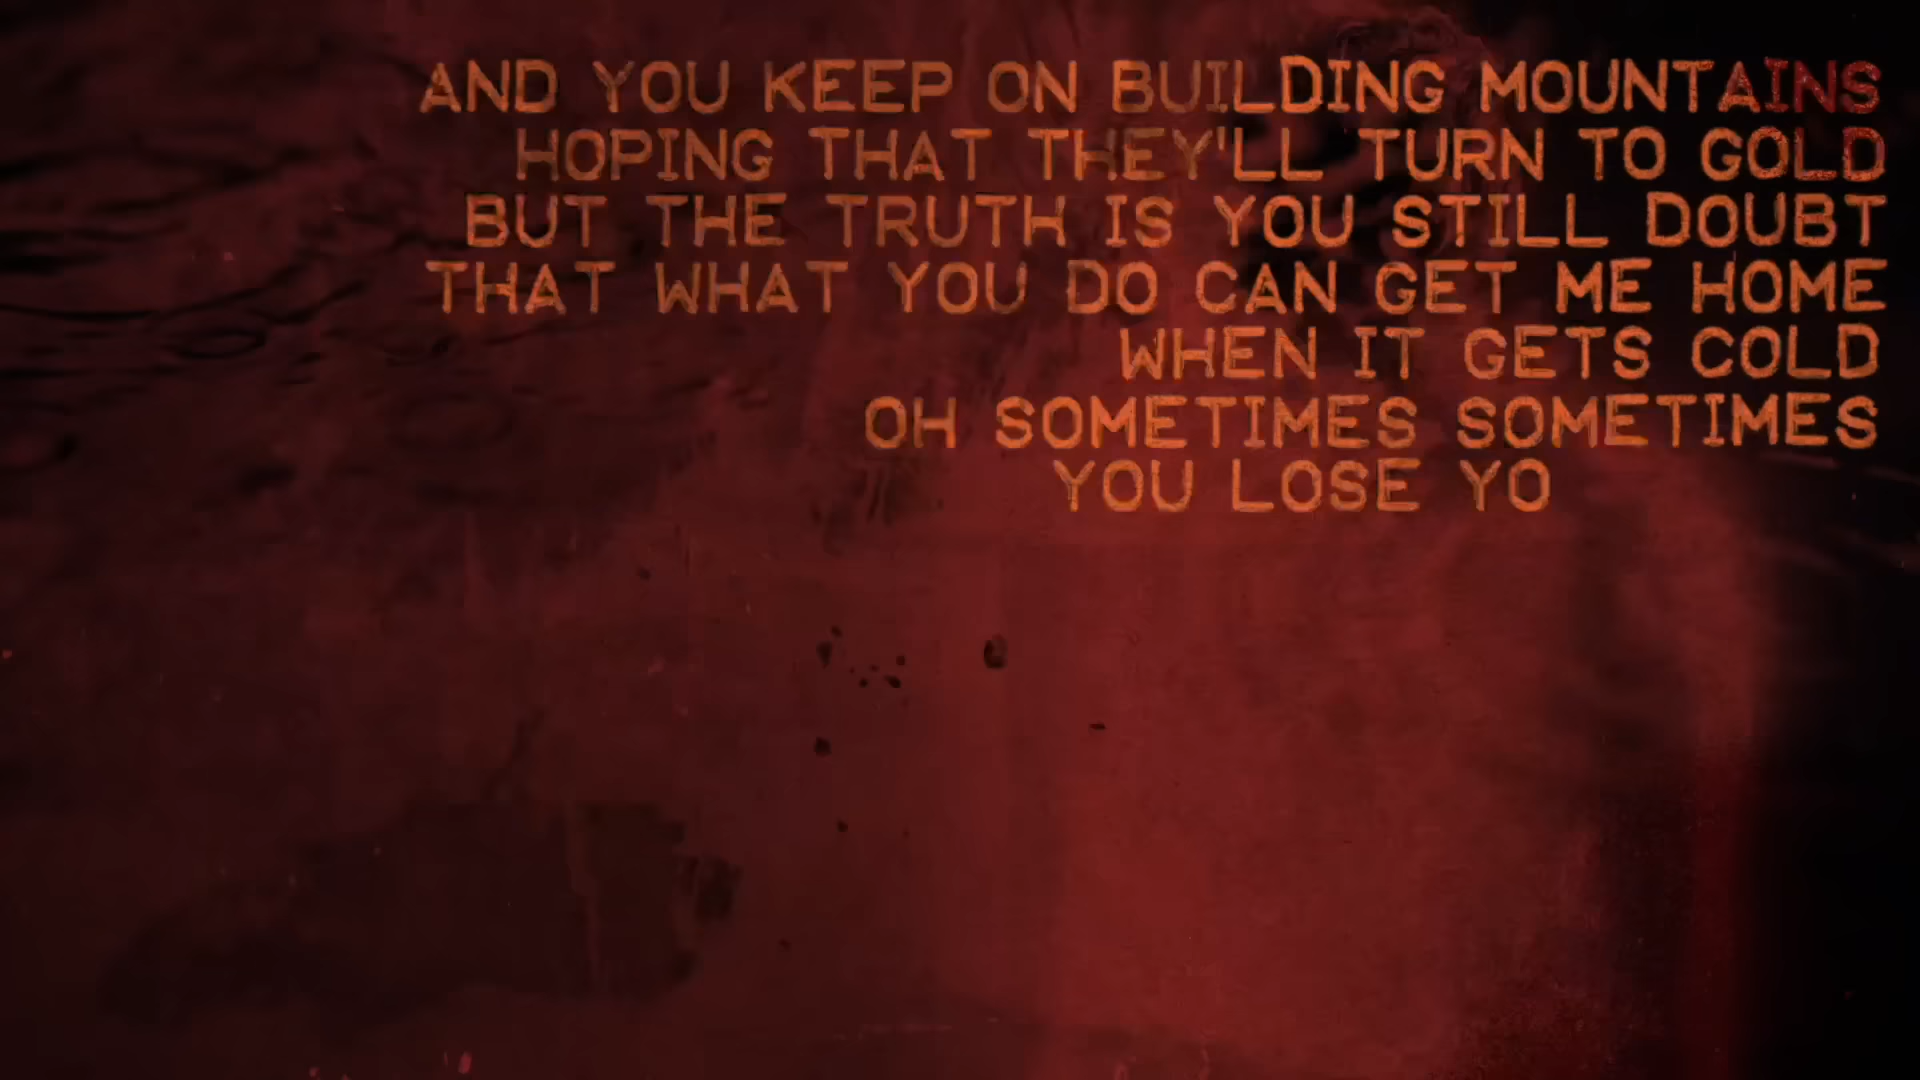 AND YOU KEEP ON BUILDING MOUNTAINS
HOPING THAT THEY'LL TURN TO GOLD
BUT THE TRUTH IS YOU STILL DOUBT
THAT WHAT YOU DO CAN GET ME HOME
WHEN IT GETS COLD
OH SOMETIMES SOMETIMES
YOU LOSE YO